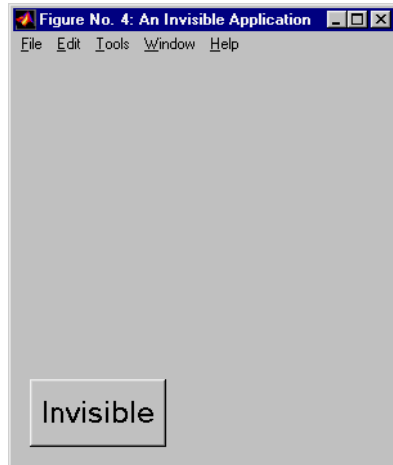 Figure No. 4: An Invisible Application
File Edit Tools Window Help
Invisible